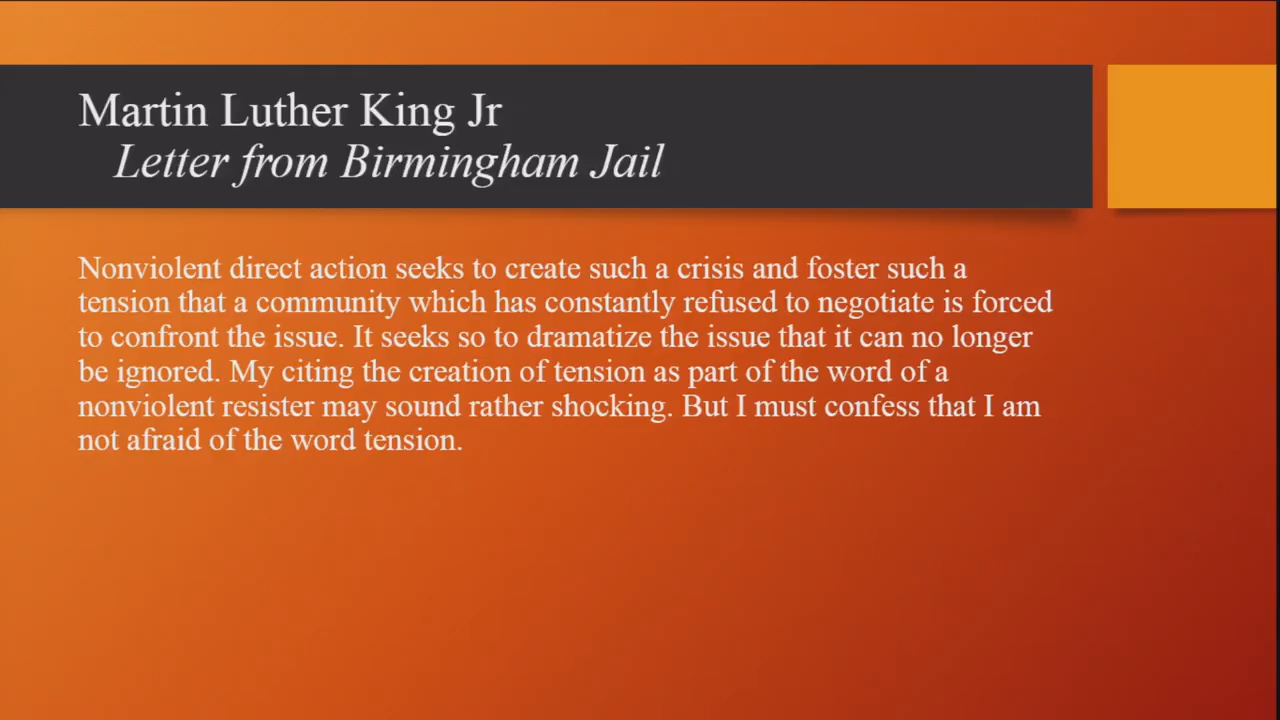 Martin Luther King Jr
Letter from Birmingham Jail
Nonviolent direct action seeks to create such a crisis and foster such a
tension that a community which has constantly refused to negotiate is forced
to confront the issue. It seeks so to dramatize the issue that it can no longer
be ignored. My citing the creation of tension as part of the word of a
nonviolent resister may sound rather shocking. But I must confess that I am
not afraid of the word tension.